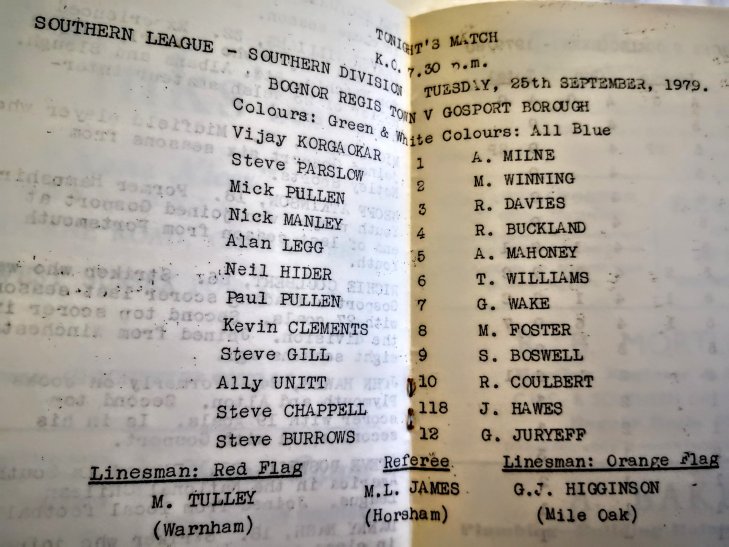 TONIGHT'S MATCH
SOUTHERN LEAGUE - SOUTHERN DIVISION K.O. 7.30 p.m. TUESDAY, 25th SEPTEMBER, 1979.
BOGNOR REGIS TOWN V GOSPORT BOROUGH
Colours: Green & White Colours: All Blue
Vijay KORGAOKAR 1 A. MILNE
Steve PARSLOW 2 M. WINNING
Mick PULLEN 3 R. DAVIES
Nick MANLEY 4 R. BUCKLAND
Alan LEGG 5 A. MAHONEY
Neil HIDER 6 T. WILLIAMS
Paul PULLEN 7 G. WAKE
Kevin CLEMENTS 8 M. FOSTER
Steve GILL 9 S. BOSWELL
Ally UNITT 10 R. COULBERT
Steve CHAPPELL 118 J. HAWES
Steve BURROWS 12 G. JURYEFF
Linesman: Red Flag Referee Linesman: Orange Flag
M. TULLEY M.L. JAMES G.J. HIGGINSON
(Warnham) (Horsham) (Mile Oak)